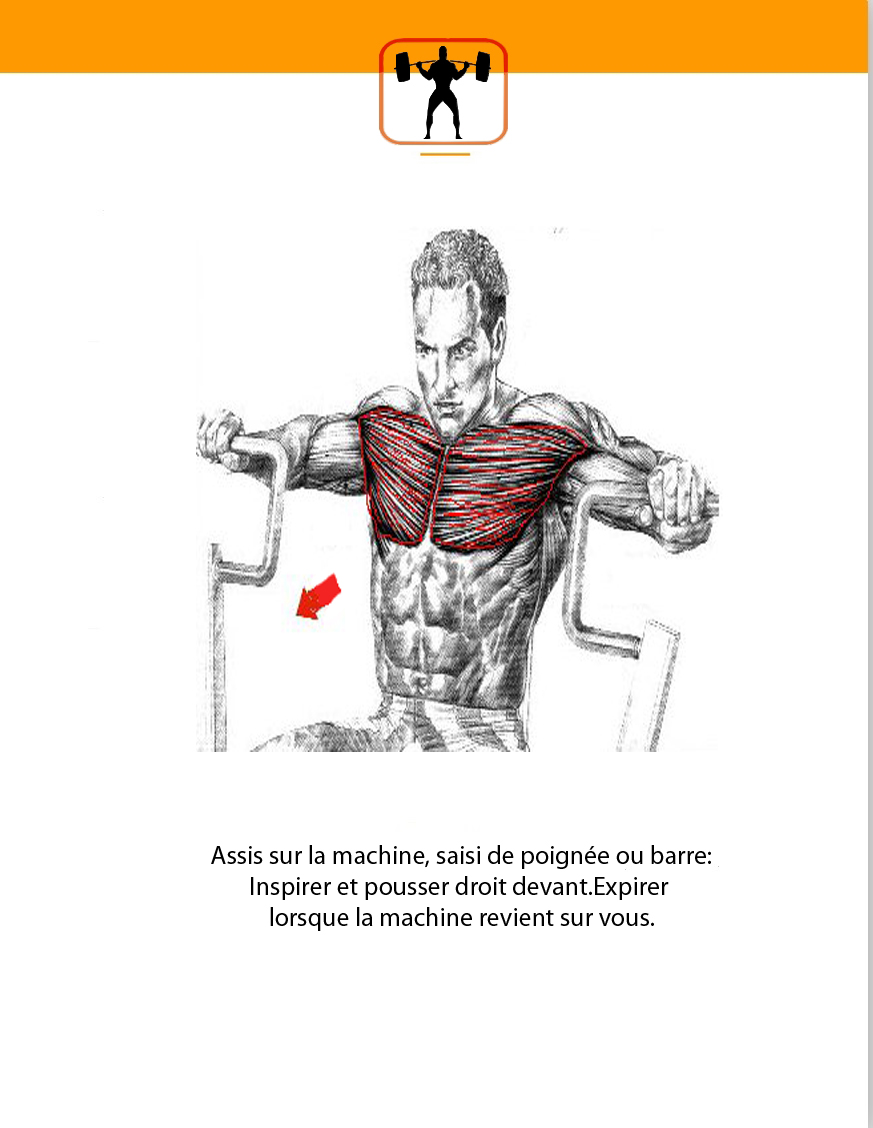 Assis sur la machine, saisi de poignée ou barre:
Inspirer et pousser droit devant.Expirer
lorsque la machine revient sur vous.